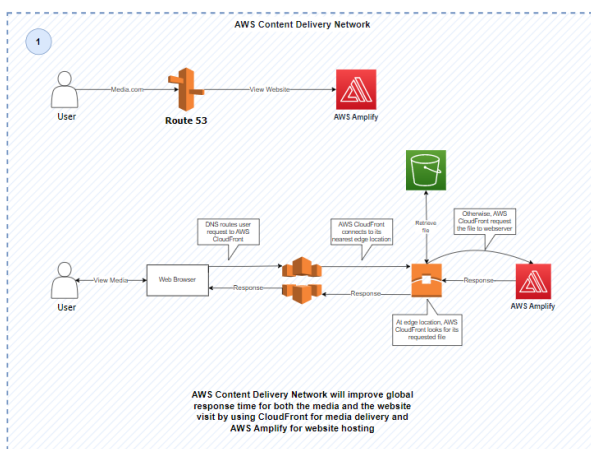 AWS Content Delivery Network
1
Media.com
View Website
User
Route 53
AWS Amplify
DNS routes user
request to AWS
CloudFront
AWS CloudFront
connects to its
nearest edge location
Retrieve
file
Otherwise, AWS
CloudFront request
the file to webserver
View Media
Web Browser
Response
Response
Response
User
AWS Amplify
At edge location, AWS
CloudFront looks for its
requested file
AWS Content Delivery Network will improve global
response time for both the media and the website
visit by using CloudFront for media delivery and
AWS Amplify for website hosting